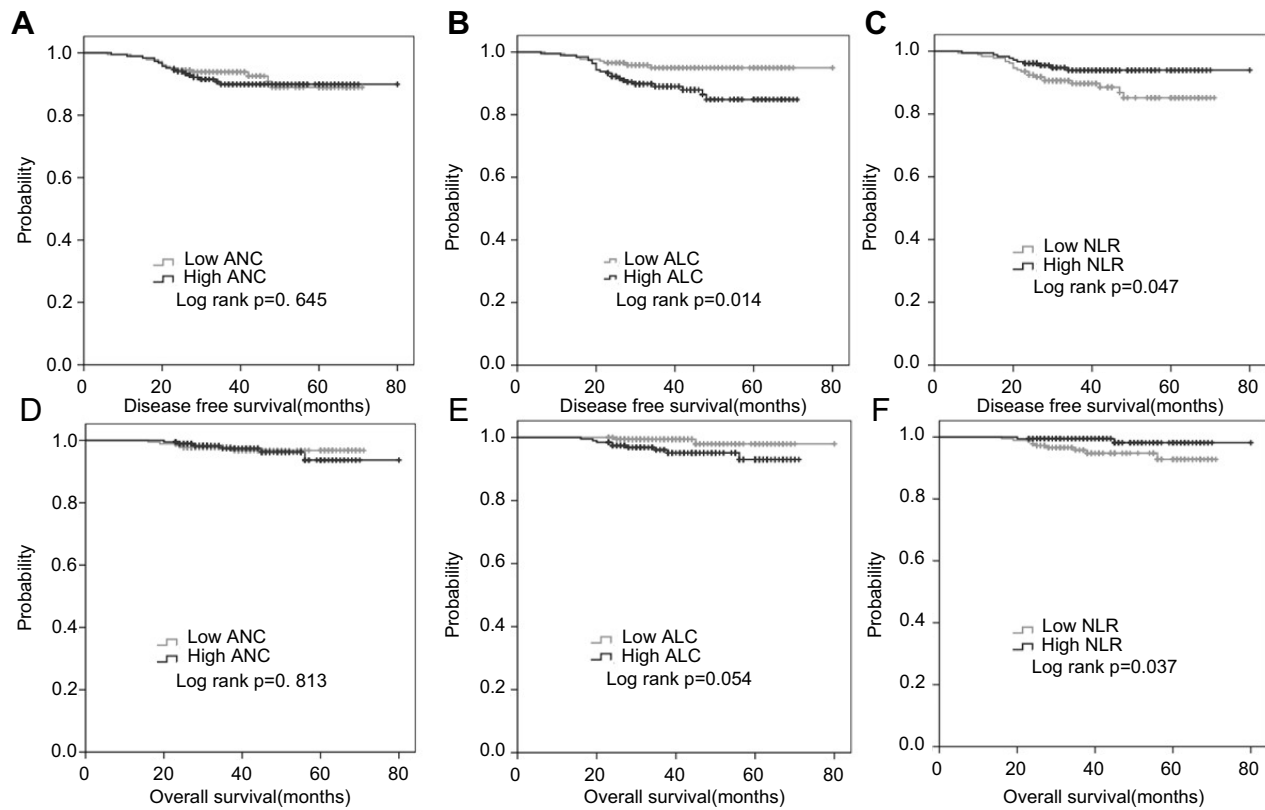 A
1.0
0.8
0.6
0.4
0.2
0.0
Probability
Low ANC
High ANC
Log rank p=0. 645
0 20 40 60 80
Disease free survival(months)
B
1.0
0.8
0.6
0.4
0.2
0.0
Probability
Low ALC
High ALC
Log rank p=0.014
0 20 40 60 80
Disease free survival(months)
C
1.0
0.8
0.6
0.4
0.2
0.0
Probability
Low NLR
High NLR
Log rank p=0.047
0 20 40 60 80
Disease free survival(months)
D
1.0
0.8
0.6
0.4
0.2
0.0
Probability
Low ANC
High ANC
Log rank p=0. 813
0 20 40 60 80
Overall survival(months)
E
1.0
0.8
0.6
0.4
0.2
0.0
Probability
Low ALC
High ALC
Log rank p=0.054
0 20 40 60 80
Overall survival(months)
F
1.0
0.8
0.6
0.4
0.2
0.0
Probability
Low NLR
High NLR
Log rank p=0.037
0 20 40 60 80
Overall survival(months)